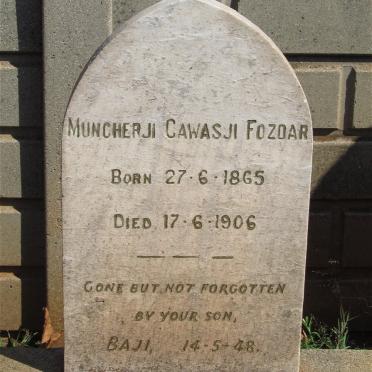 MUNCHERJI CAWASJI FOZDAR
BORN 27-6-1865
DIED 17-6-1906
GONE BUT NOT FORGOTTEN
BY YOUR SON,
BAJI, 14-5-48.